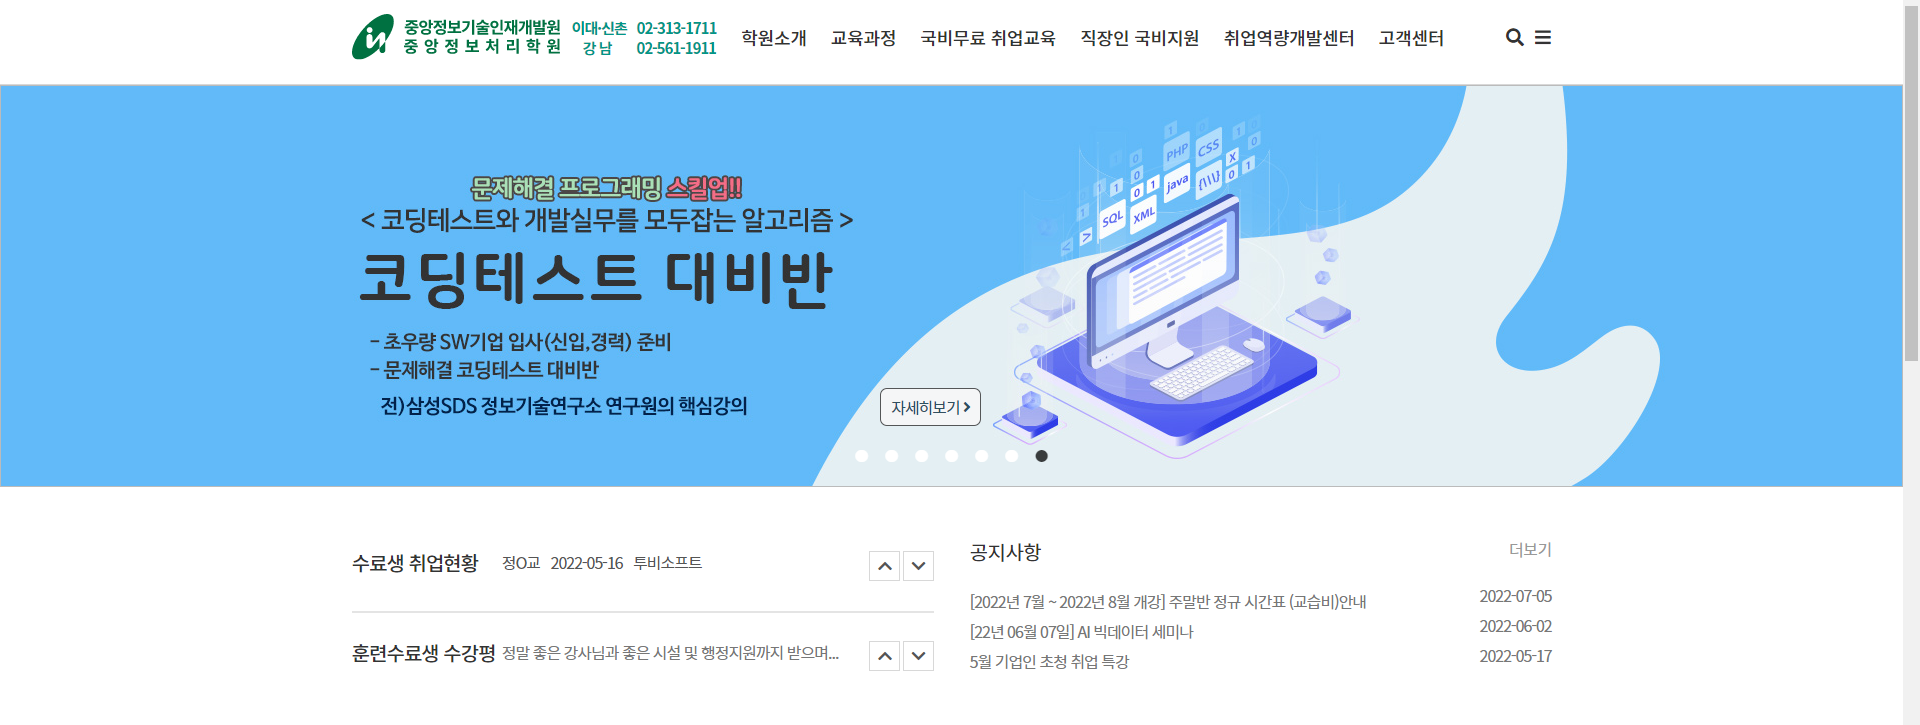 중앙정보기술인재개발원
중앙정보처리학원
이대·신촌 02-313-1711
강 남 02-561-1911
학원소개 교육과정 국비무료 취업교육 직장인 국비지원 취업역량개발센터 고객센터
문제해결 프로그래밍 스킬업!!
< 코딩테스트와 개발실무를 모두잡는 알고리즘 >
코딩테스트 대비반
- 초우량 SW기업 입사(신입,경력) 준비
- 문제해결 코딩테스트 대비반
전)삼성SDS 정보기술연구소 연구원의 핵심강의
자세히보기
PHP CSS
java {\\\}
SQL XML
수료생 취업현황 정O교 2022-05-16 투비소프트
훈련수료생 수강평 정말 좋은 강사님과 좋은 시설 및 행정지원까지 받으며...
공지사항 더보기
[2022년 7월 ~ 2022년 8월 개강] 주말반 정규 시간표 (교습비)안내 2022-07-05
[22년 06월 07일] AI 빅데이터 세미나 2022-06-02
5월 기업인 초청 취업 특강 2022-05-17